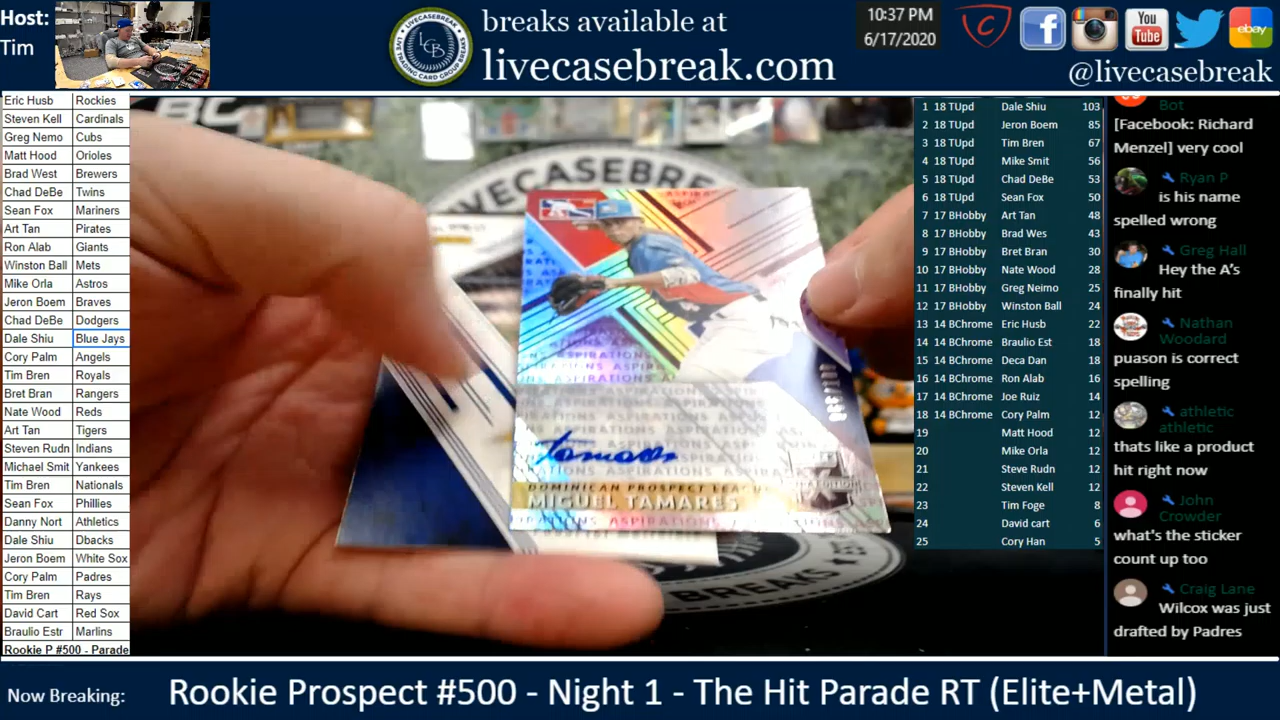 Host:
Tim
breaks available at
livecasebreak.com
10:37 PM
6/17/2020
You
Tube
ebay
@livecasebreak
LCB
Eric Husb Rockies
Steven Kell Cardinals
Greg Nemo Cubs
Matt Hood Orioles
Brad West Brewers
Chad DeBe Twins
Sean Fox Mariners
Art Tan Pirates
Ron Alab Giants
Winston Ball Mets
Mike Orla Astros
Jeron Boem Braves
Chad DeBe Dodgers
Dale Shiu Blue Jays
Cory Palm Angels
Tim Bren Royals
Bret Bran Rangers
Nate Wood Reds
Art Tan Tigers
Steven Rudn Indians
Michael Smit Yankees
Tim Bren Nationals
Sean Fox Phillies
Danny Nort Athletics
Dale Shiu Dbacks
Jeron Boem White Sox
Cory Palm Padres
Tim Bren Rays
David Cart Red Sox
Braulio Estr Marlins
Rookie P #500 - Parade
LIVECASEBREAK
ASPIRATIONS
DOMINICAN PROSPECT LEAGUE
MIGUEL TAMARES
1 18 TUpd Dale Shiu 103
2 18 TUpd Jeron Boem 85
3 18 TUpd Tim Bren 67
4 18 TUpd Mike Smit 56
5 18 TUpd Chad DeBe 53
6 18 TUpd Sean Fox 50
7 17 BHobby Art Tan 48
8 17 BHobby Brad Wes 43
9 17 BHobby Bret Bran 30
10 17 BHobby Nate Wood 28
11 17 BHobby Greg Neimo 25
12 17 BHobby Winston Ball 24
13 14 BChrome Eric Husb 22
14 14 BChrome Braulio Est 18
15 14 BChrome Deca Dan 18
16 14 BChrome Ron Alab 16
17 14 BChrome Joe Ruiz 14
18 14 BChrome Cory Palm 12
19 Matt Hood 12
20 Mike Orla 12
21 Steve Rudn 12
22 Steven Kell 12
23 Tim Foge 8
24 David cart 6
25 Cory Han 5
Bot
[Facebook: Richard
Menzel] very cool
Ryan P
is his name
spelled wrong
Greg Hall
Hey the A's
finally hit
Nathan
Woodard
puason is correct
spelling
athletic
athletic
thats like a product
hit right now
John
Crowder
what's the sticker
count up too
Craig Lane
Wilcox was just
drafted by Padres
Now Breaking:
Rookie Prospect #500 - Night 1 - The Hit Parade RT (Elite+Metal)